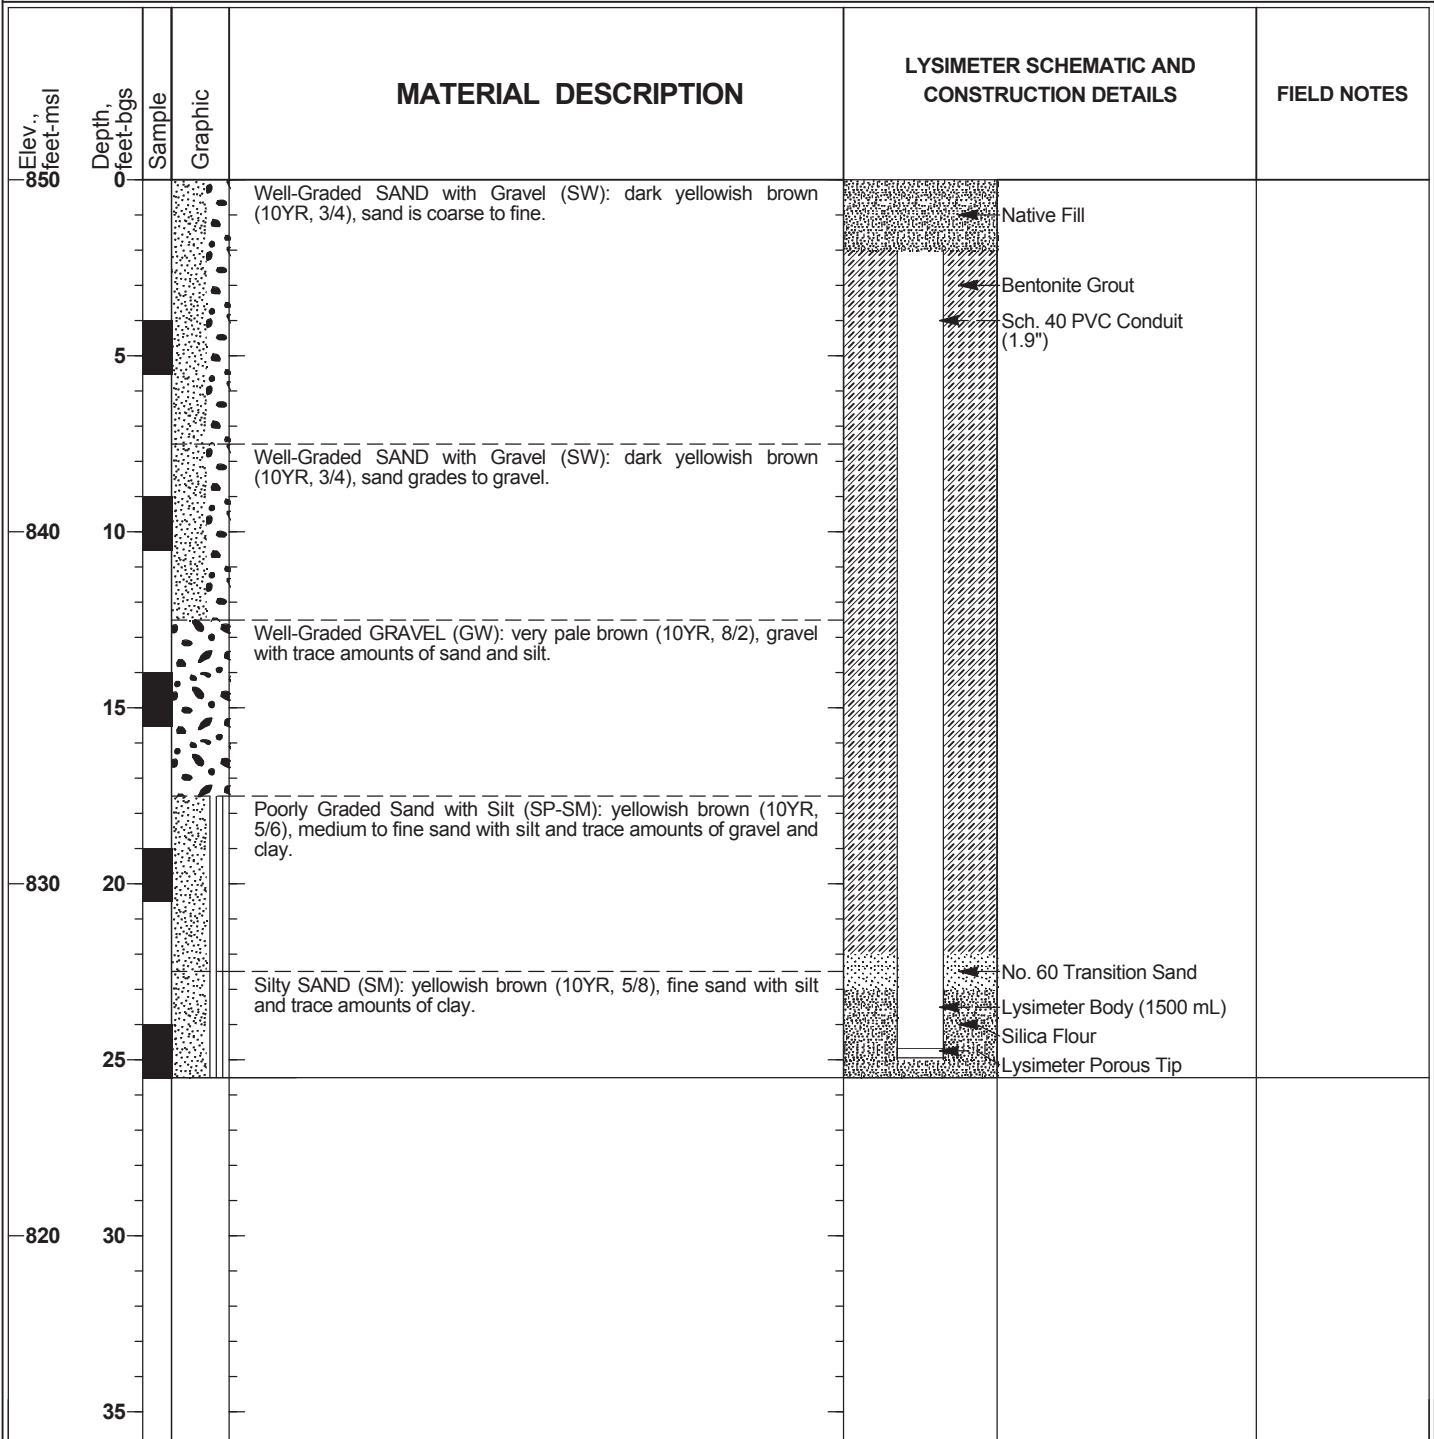 Elev.,
feet-msl
Depth,
feet-bgs
Sample
Graphic
MATERIAL DESCRIPTION
LYSIMETER SCHEMATIC AND
CONSTRUCTION DETAILS
FIELD NOTES
850
0
Well-Graded SAND with Gravel (SW): dark yellowish brown
(10YR, 3/4), sand is coarse to fine.
Native Fill
Bentonite Grout
Sch. 40 PVC Conduit
(1.9")
5
Well-Graded SAND with Gravel (SW): dark yellowish brown
(10YR, 3/4), sand grades to gravel.
840
10
Well-Graded GRAVEL (GW): very pale brown (10YR, 8/2), gravel
with trace amounts of sand and silt.
15
Poorly Graded Sand with Silt (SP-SM): yellowish brown (10YR,
5/6), medium to fine sand with silt and trace amounts of gravel and
clay.
830
20
Silty SAND (SM): yellowish brown (10YR, 5/8), fine sand with silt
and trace amounts of clay.
No. 60 Transition Sand
Lysimeter Body (1500 mL)
Silica Flour
Lysimeter Porous Tip
25
820
30
35